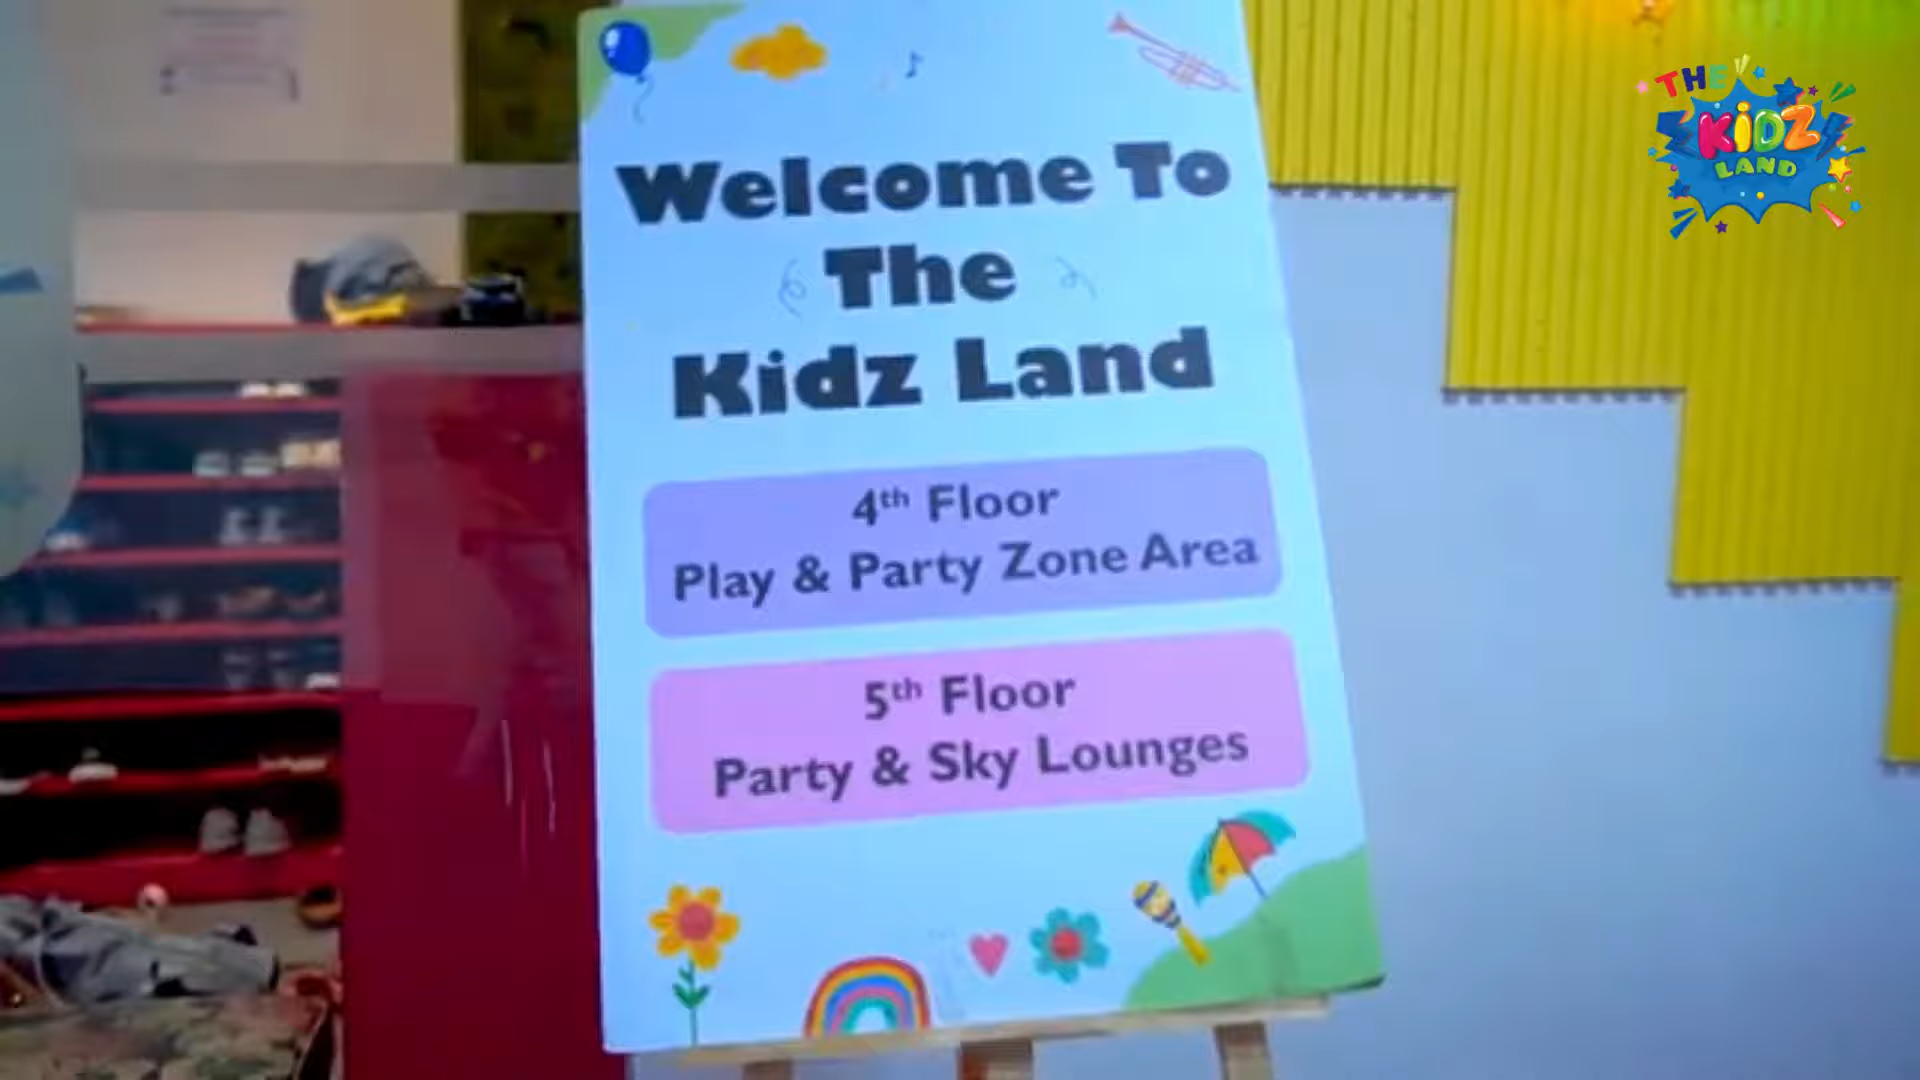 Welcome To
The
Kidz Land
4th Floor
Play & Party Zone Area
5th Floor
Party & Sky Lounges
THE
KIDZ
LAND